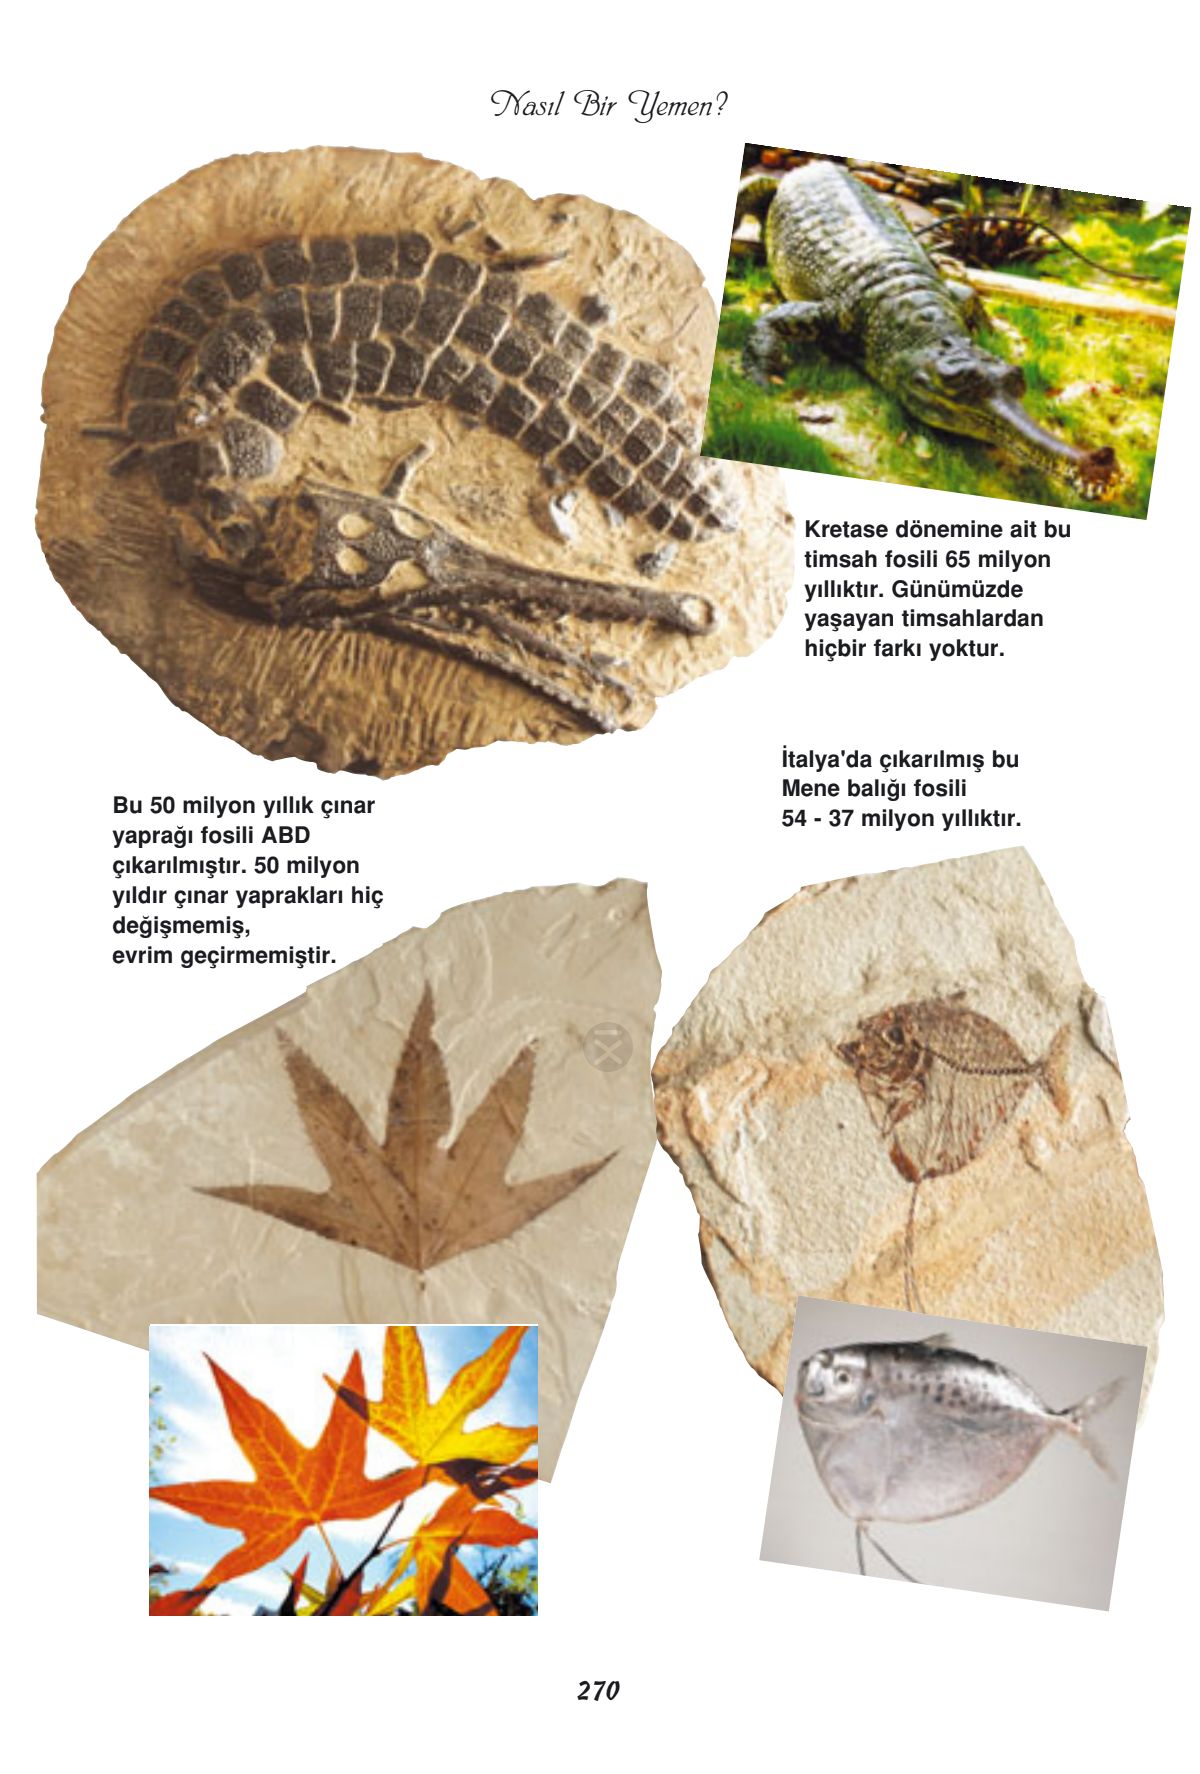 Nasıl Bir Yemen?
Kretase dönemine ait bu
timsah fosili 65 milyon
yıllıktır. Günümüzde
yaşayan timsahlardan
hiçbir farkı yoktur.
İtalya'da çıkarılmış bu
Mene balığı fosili
54 - 37 milyon yıllıktır.
Bu 50 milyon yıllık çınar
yaprağı fosili ABD
çıkarılmıştır. 50 milyon
yıldır çınar yaprakları hiç
değişmemiş,
evrim geçirmemiştir.
270